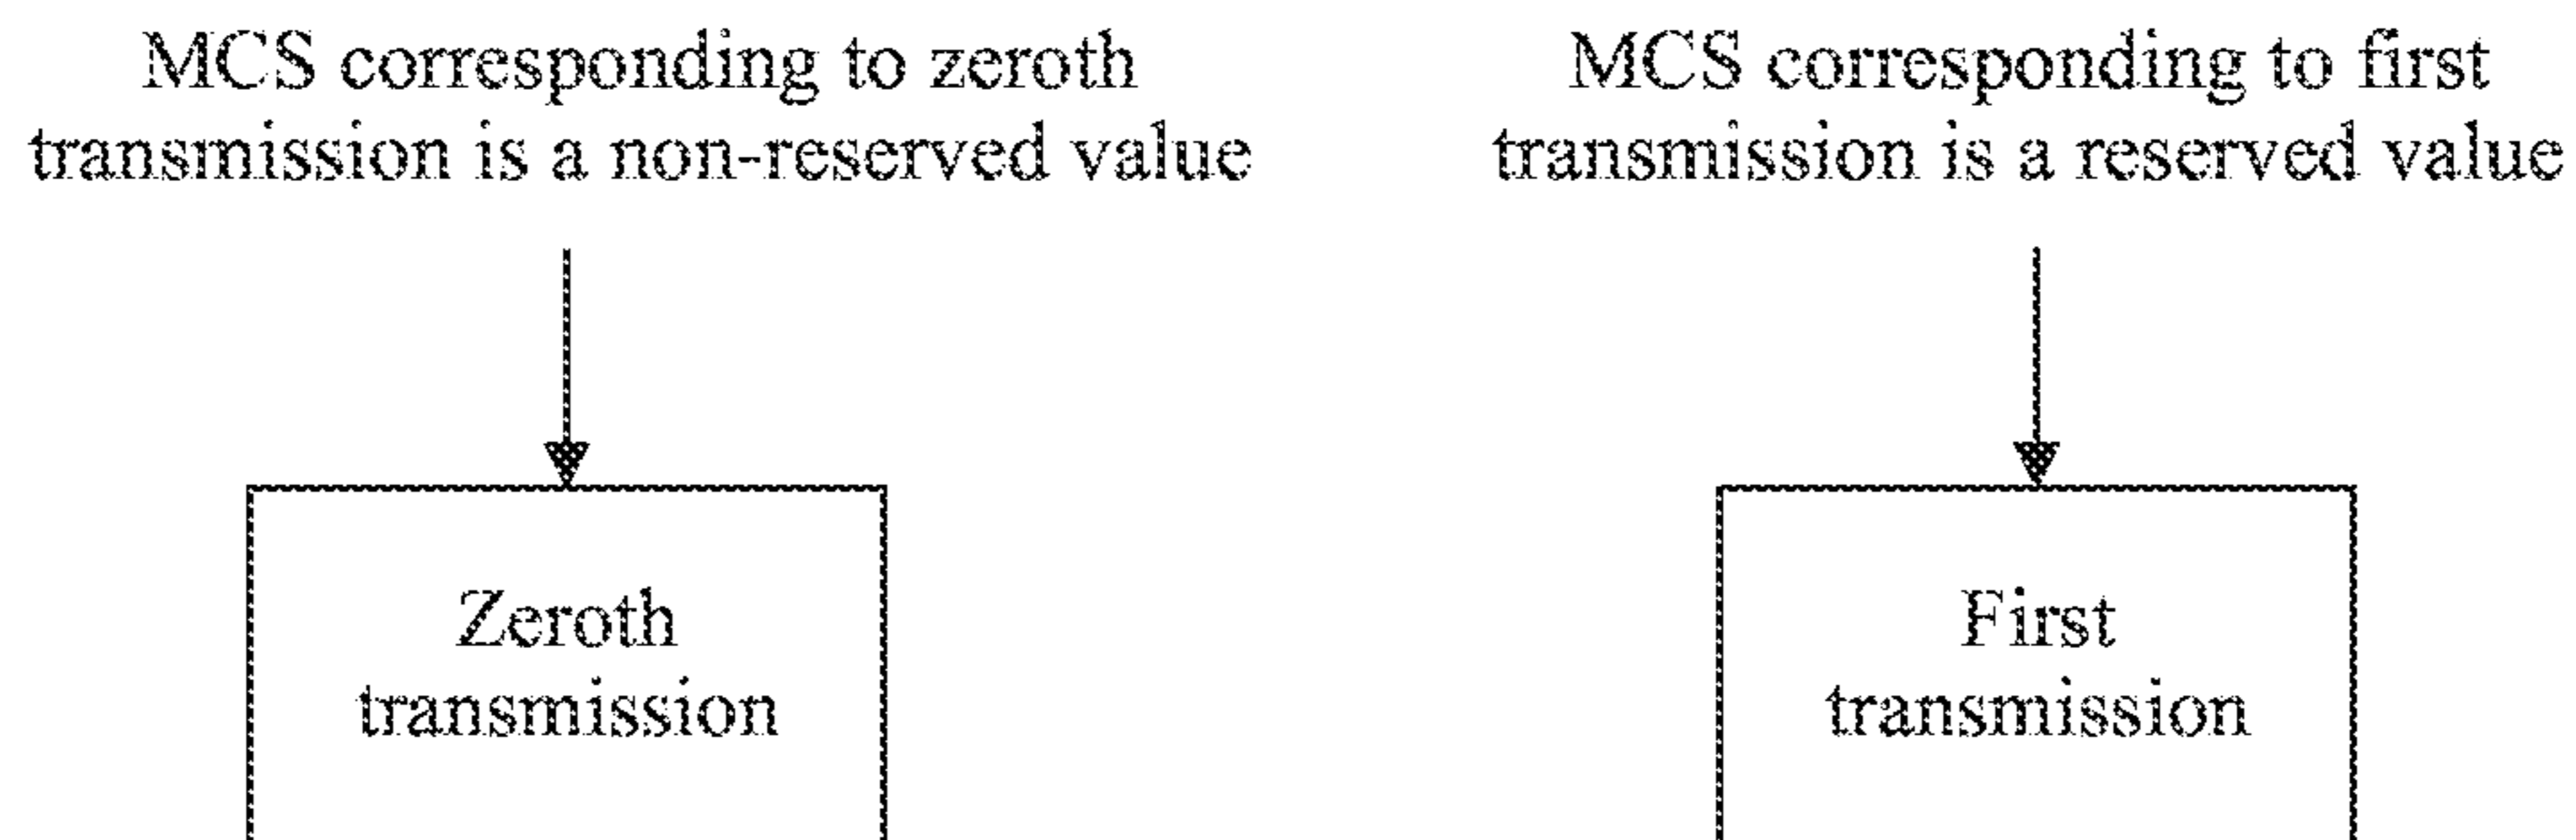 MCS corresponding to zeroth
transmission is a non-reserved value
MCS corresponding to first
transmission is a reserved value
Zeroth
transmission
First
transmission